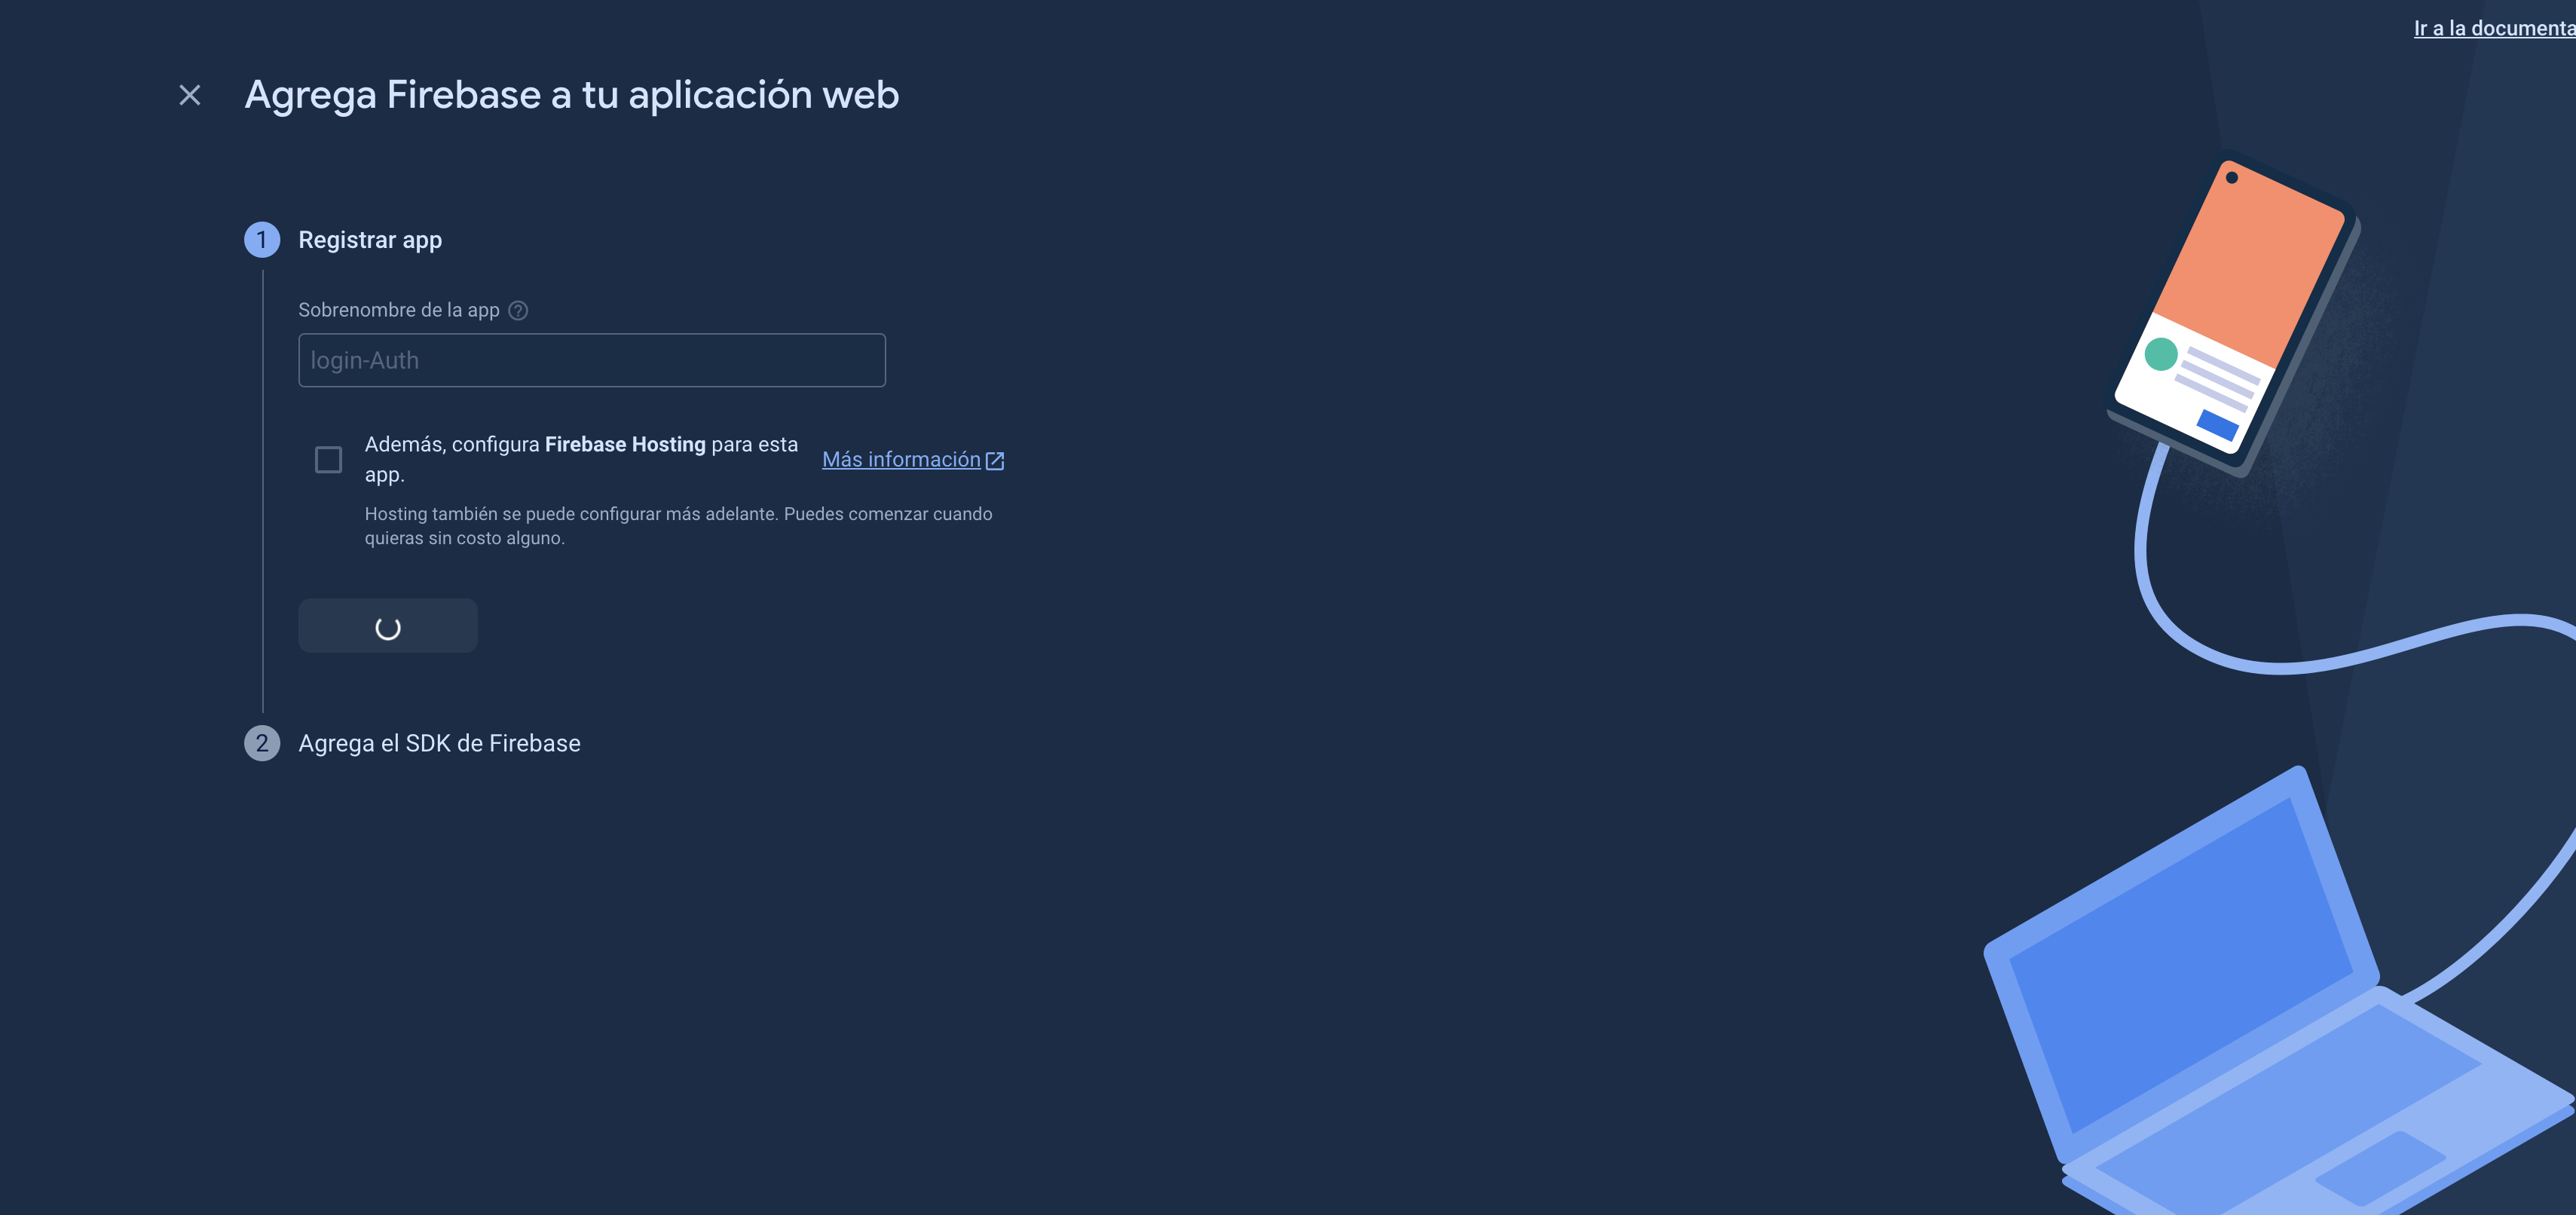 Ir a la documenta
Agrega Firebase a tu aplicación web
1 Registrar app
Sobrenombre de la app ?
login-Auth
Además, configura Firebase Hosting para esta
app.
Más información
Hosting también se puede configurar más adelante. Puedes comenzar cuando
quieras sin costo alguno.
2 Agrega el SDK de Firebase